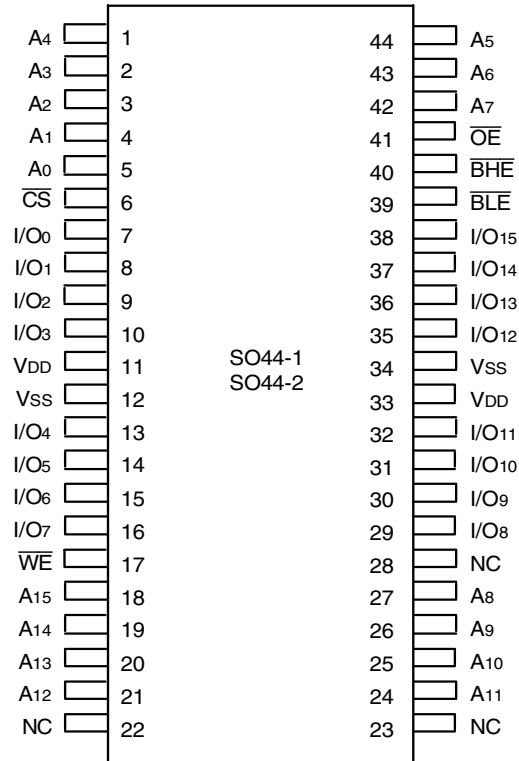 A4 1 44 A5
A3 2 43 A6
A2 3 42 A7
A1 4 41 OE
A0 5 40 BHE
CS 6 39 BLE
I/O0 7 38 I/O15
I/O1 8 37 I/O14
I/O2 9 36 I/O13
I/O3 10 35 I/O12
VDD 11 SO44-1 34 VSS
SO44-2
VSS 12 33 VDD
I/O4 13 32 I/O11
I/O5 14 31 I/O10
I/O6 15 30 I/O9
I/O7 16 29 I/O8
WE 17 28 NC
A15 18 27 A8
A14 19 26 A9
A13 20 25 A10
A12 21 24 A11
NC 22 23 NC